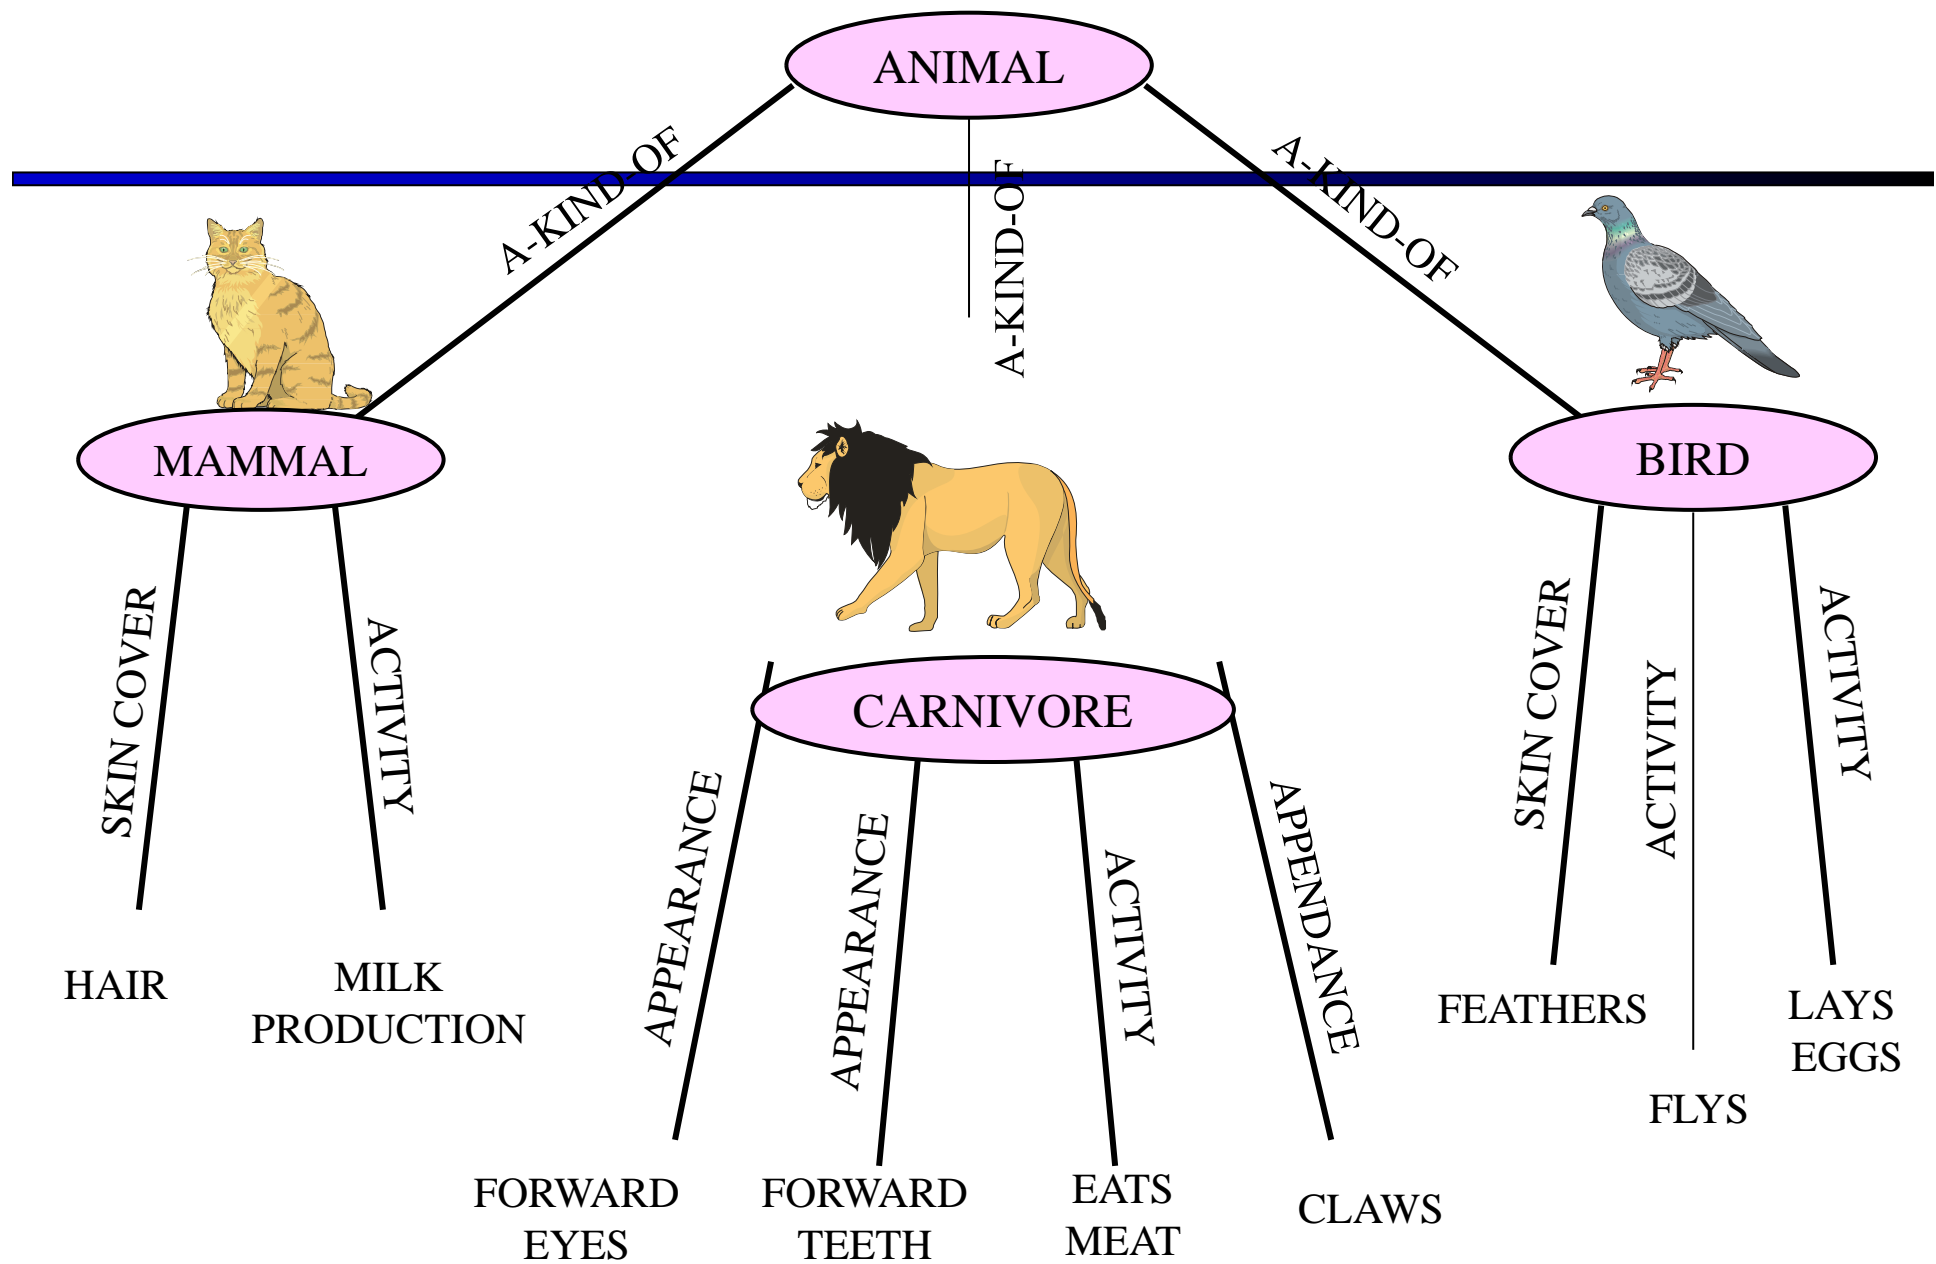 ANIMAL
A-KIND-OF
A-KIND-OF
A-KIND-OF
MAMMAL
BIRD
CARNIVORE
SKIN COVER
ACTIVITY
APPEARANCE
APPEARANCE
ACTIVITY
APPENDANCE
SKIN COVER
ACTIVITY
ACTIVITY
HAIR
MILK
PRODUCTION
FEATHERS
LAYS
EGGS
FLYS
FORWARD
EYES
FORWARD
TEETH
EATS
MEAT
CLAWS